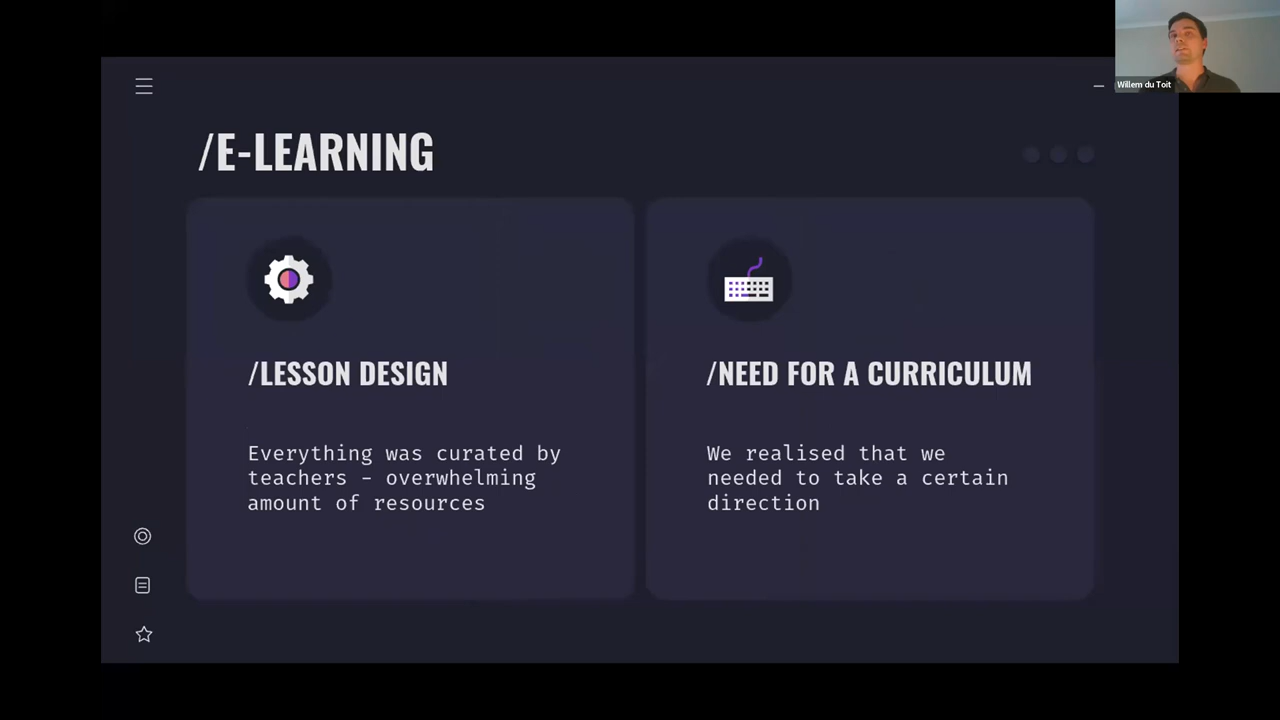 Willem du Toit
/E-LEARNING
/LESSON DESIGN
Everything was curated by
teachers - overwhelming
amount of resources
/NEED FOR A CURRICULUM
We realised that we
needed to take a certain
direction